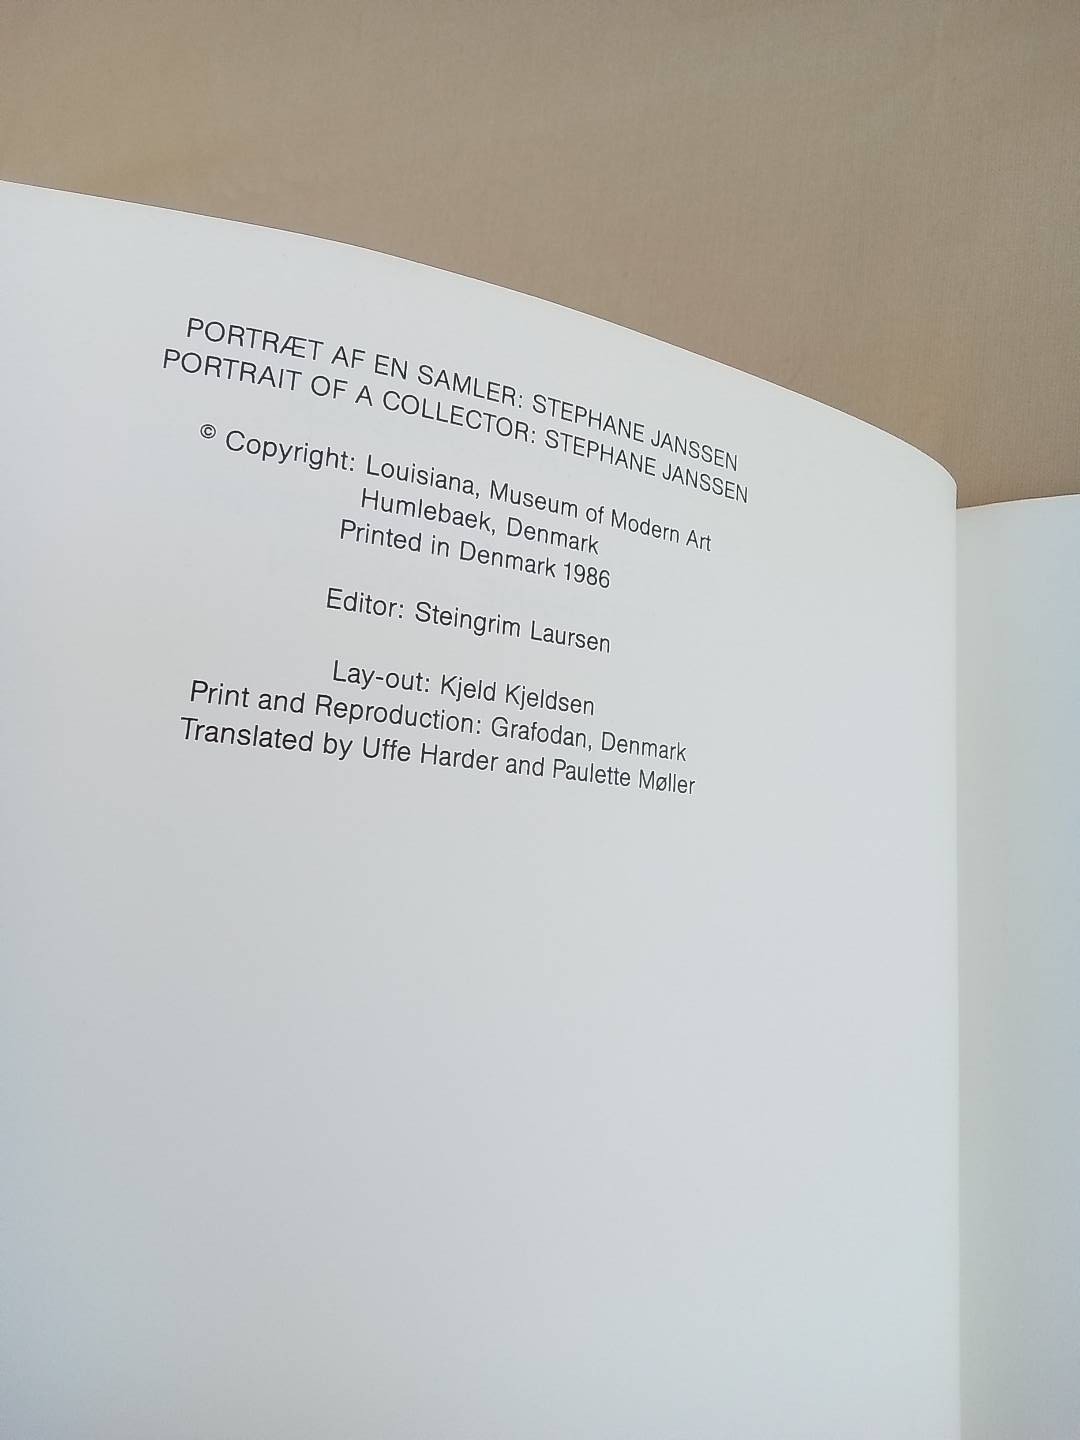 PORTRÆT AF EN SAMLER: STEPHANE JANSSEN
PORTRAIT OF A COLLECTOR: STEPHANE JANSSEN
© Copyright: Louisiana, Museum of Modern Art
Humlebaek, Denmark
Printed in Denmark 1986
Editor: Steingrim Laursen
Lay-out: Kjeld Kjeldsen
Print and Reproduction: Grafodan, Denmark
Translated by Uffe Harder and Paulette Møller